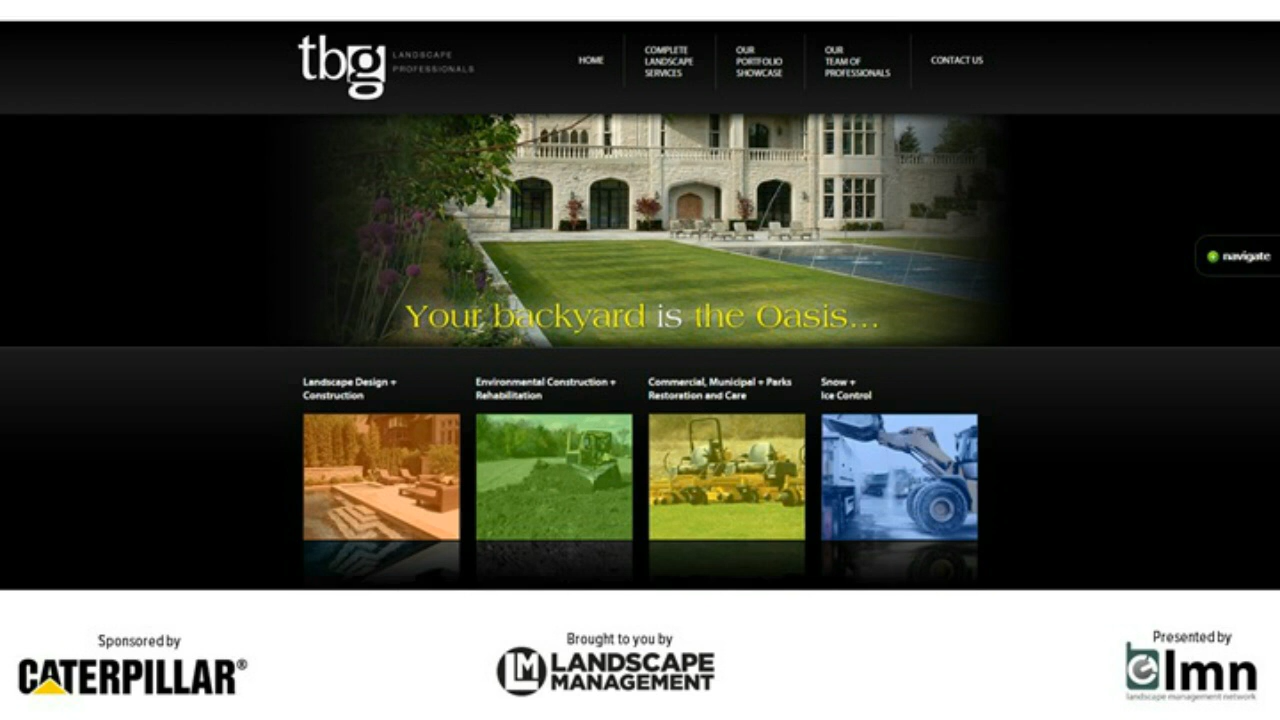 tbg LANDSCAPE
PROFESSIONALS
HOME
COMPLETE
LANDSCAPE
SERVICES
OUR
PORTFOLIO
SHOWCASE
OUR
TEAM OF
PROFESSIONALS
CONTACT US
navigate
Your backyard is the Oasis...
Landscape Design +
Construction
Environmental Construction +
Rehabilitation
Commercial, Municipal + Parks
Restoration and Care
Snow +
Ice Control
Sponsored by
CATERPILLAR®
Brought to you by
LM LANDSCAPE
MANAGEMENT
Presented by
lmn
landscape management network